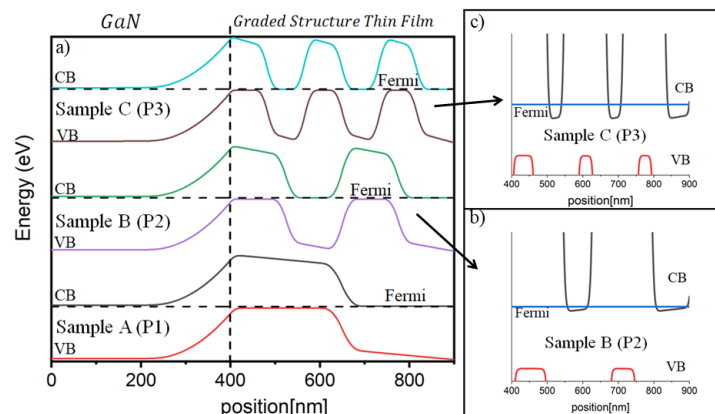 GaN
Graded Structure Thin Film
a)
CB
Fermi
Sample C (P3)
VB
CB
Fermi
Sample B (P2)
VB
CB
Fermi
Sample A (P1)
VB
Energy (eV)
0 200 400 600 800
position[nm]
c)
CB
Fermi
Sample C (P3)
VB
400 500 600 700 800 900
position[nm]
b)
CB
Fermi
Sample B (P2)
VB
400 500 600 700 800 900
position[nm]